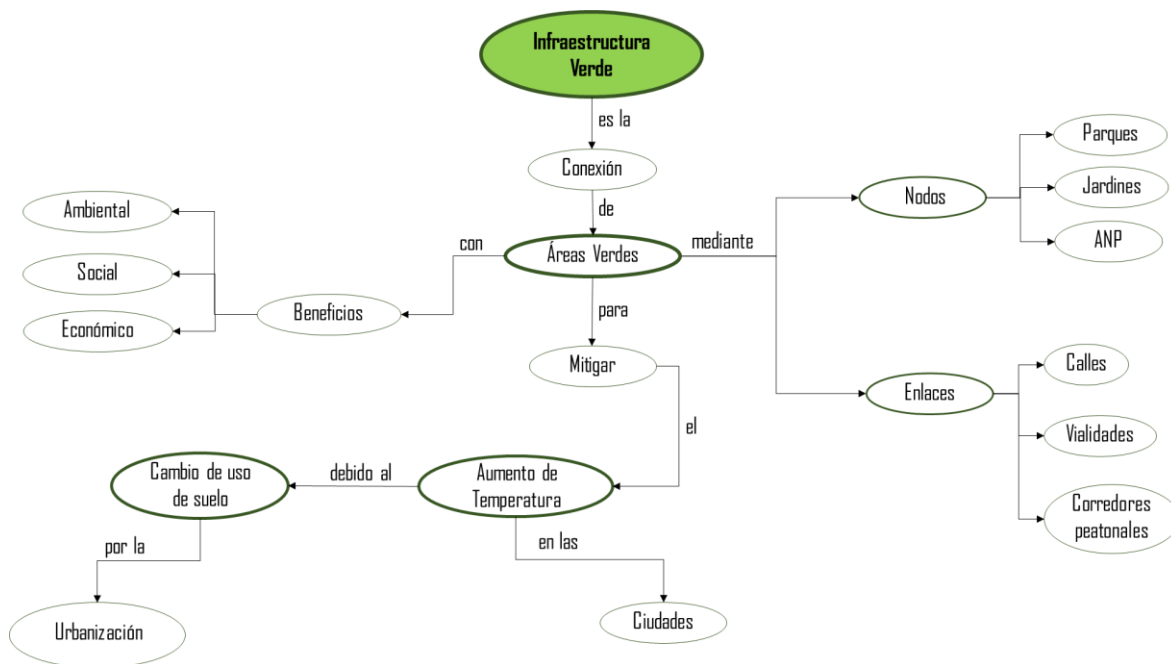 Infraestructura
Verde
es la
Conexión
de
Áreas Verdes
con
Beneficios
Ambiental
Social
Económico
mediante
Nodos
Parques
Jardines
ANP
Enlaces
Calles
Vialidades
Corredores
peatonales
para
Mitigar
el
Aumento de
Temperatura
debido al
Cambio de uso
de suelo
por la
Urbanización
en las
Ciudades